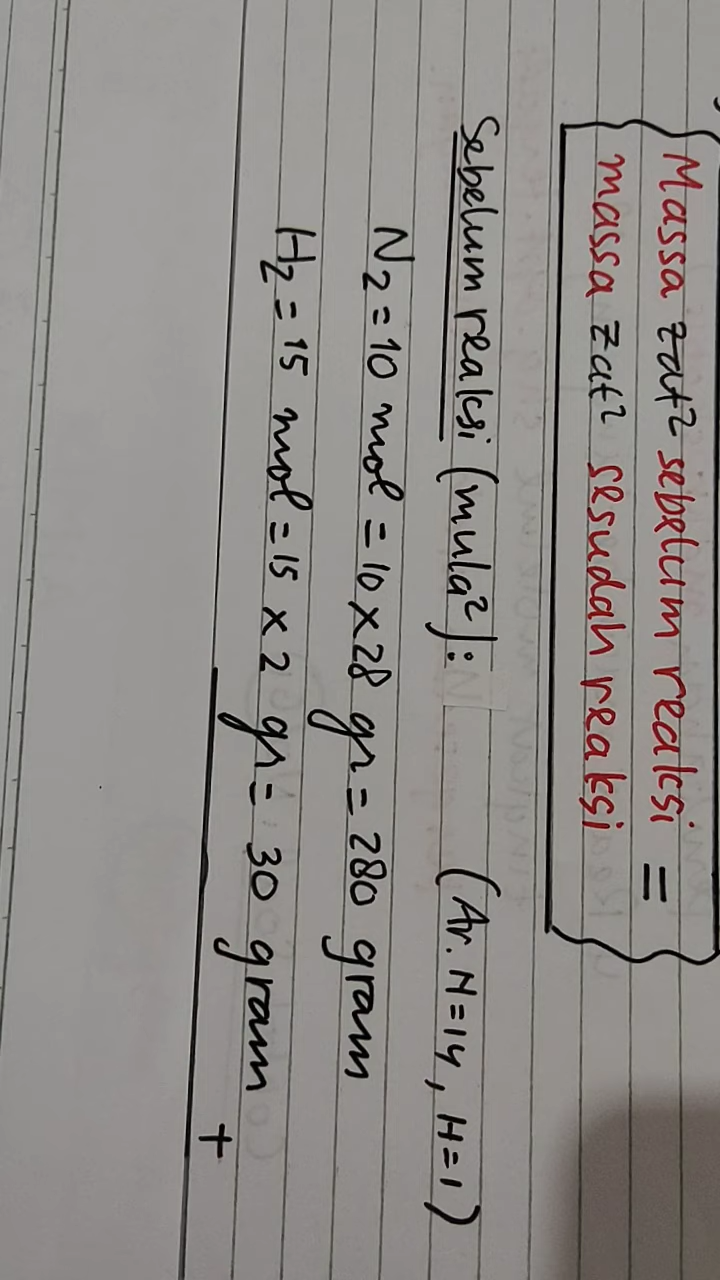 Massa zat² sebelum reaksi =
massa zat² sesudah reaksi
Sebelum reaksi (mula²): (Ar. N=14, H=1)
N₂ = 10 mol = 10 x 28 gr = 280 gram
H₂ = 15 mol = 15 x 2 gr = 30 gram
+